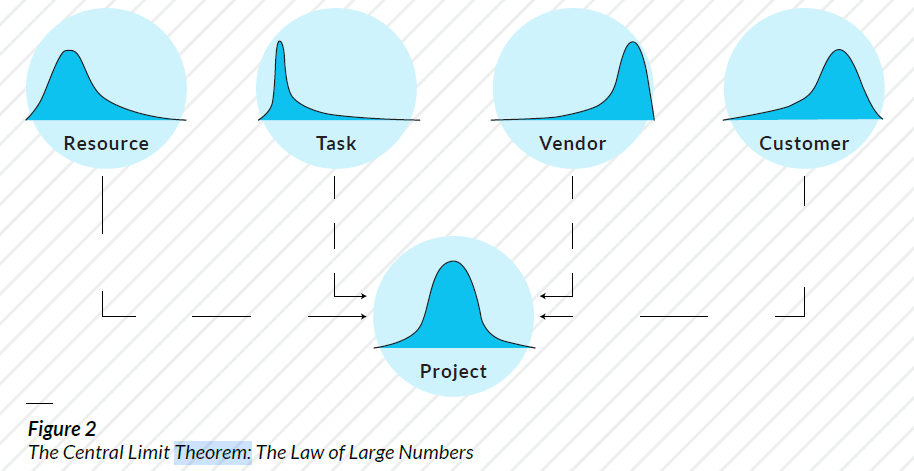 Resource
Task
Vendor
Customer
Project
Figure 2
The Central Limit Theorem: The Law of Large Numbers